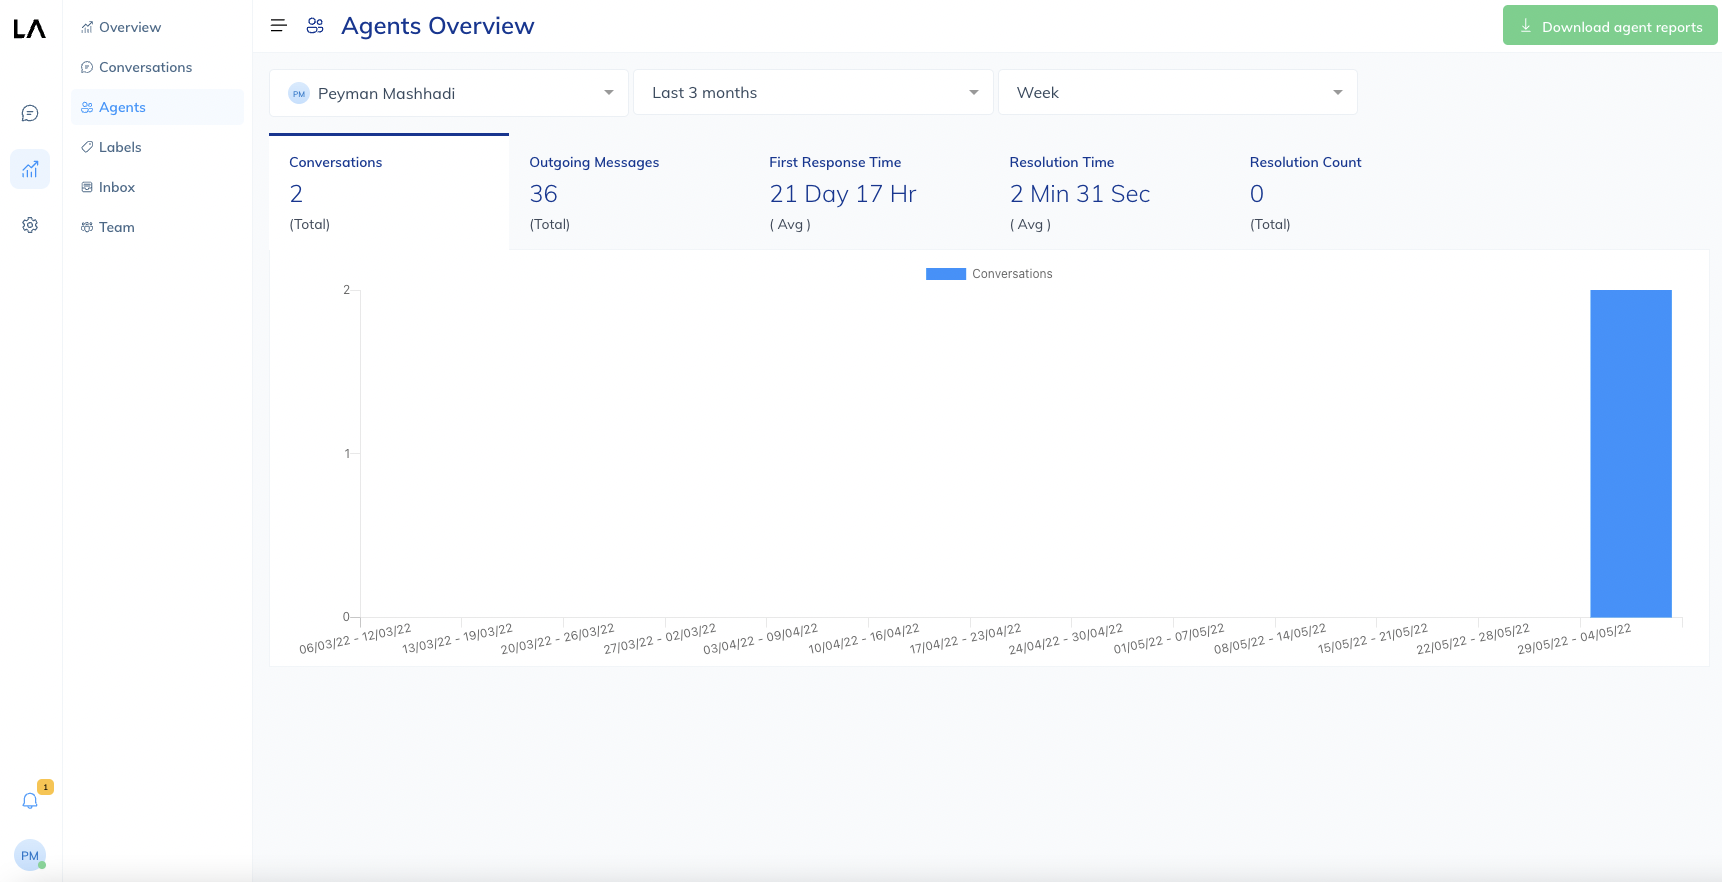 LA
Overview
Conversations
Agents
Labels
Inbox
Team
1
PM
Agents Overview
Download agent reports
PM Peyman Mashhadi
Last 3 months
Week
Conversations
2
(Total)
Outgoing Messages
36
(Total)
First Response Time
21 Day 17 Hr
( Avg )
Resolution Time
2 Min 31 Sec
( Avg )
Resolution Count
0
(Total)
Conversations
2
1
0
06/03/22 - 12/03/22
13/03/22 - 19/03/22
20/03/22 - 26/03/22
27/03/22 - 02/03/22
03/04/22 - 09/04/22
10/04/22 - 16/04/22
17/04/22 - 23/04/22
24/04/22 - 30/04/22
01/05/22 - 07/05/22
08/05/22 - 14/05/22
15/05/22 - 21/05/22
22/05/22 - 28/05/22
29/05/22 - 04/05/22